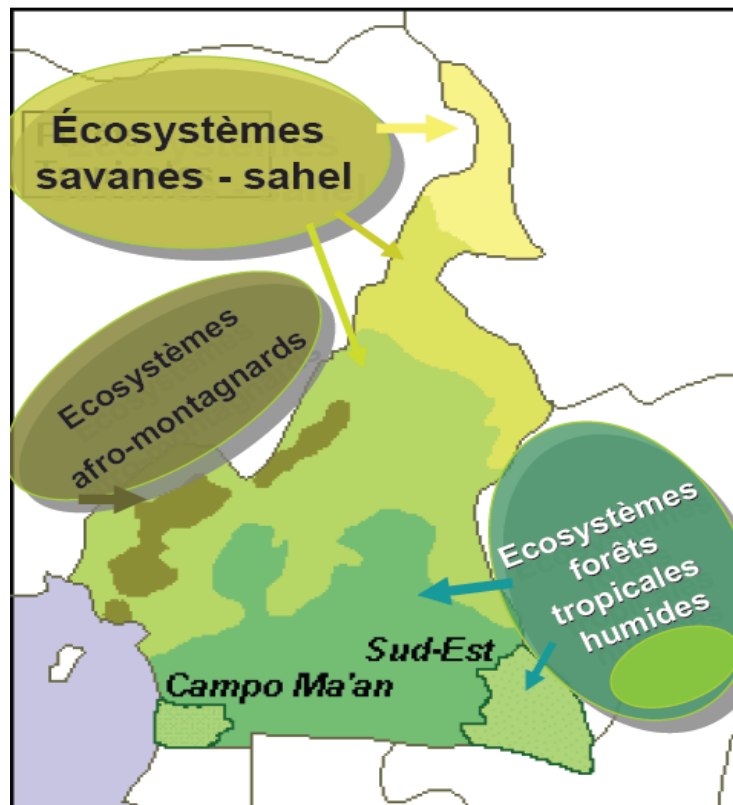 Écosystèmes
savanes - sahel
Ecosystèmes
afro-montagnards
Ecosystèmes
forêts
tropicales
humides
Sud-Est
Campo Ma'an